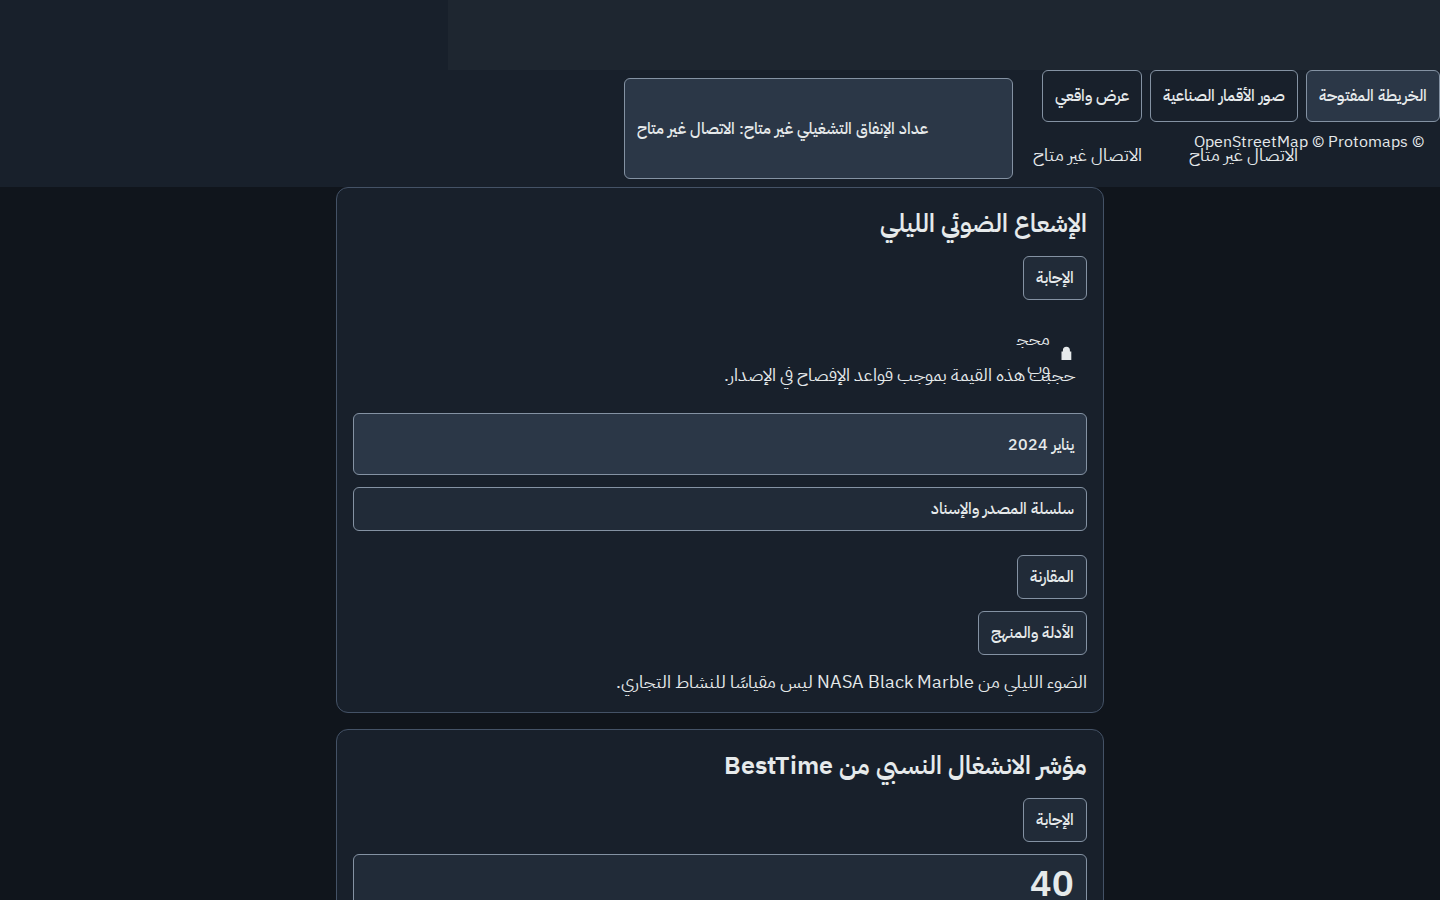 الخريطة المفتوحة
صور الأقمار الصناعية
عرض واقعي
عداد الإنفاق التشغيلي غير متاح: الاتصال غير متاح
© OpenStreetMap © Protomaps
الاتصال غير متاح
الاتصال غير متاح
الإشعاع الضوئي الليلي
الإجابة
محجوب
حجبت هذه القيمة بموجب قواعد الإفصاح في الإصدار.
يناير 2024
سلسلة المصدر والإسناد
المقارنة
الأدلة والمنهج
الضوء الليلي من NASA Black Marble ليس مقياسًا للنشاط التجاري.
مؤشر الانشغال النسبي من BestTime
الإجابة
40